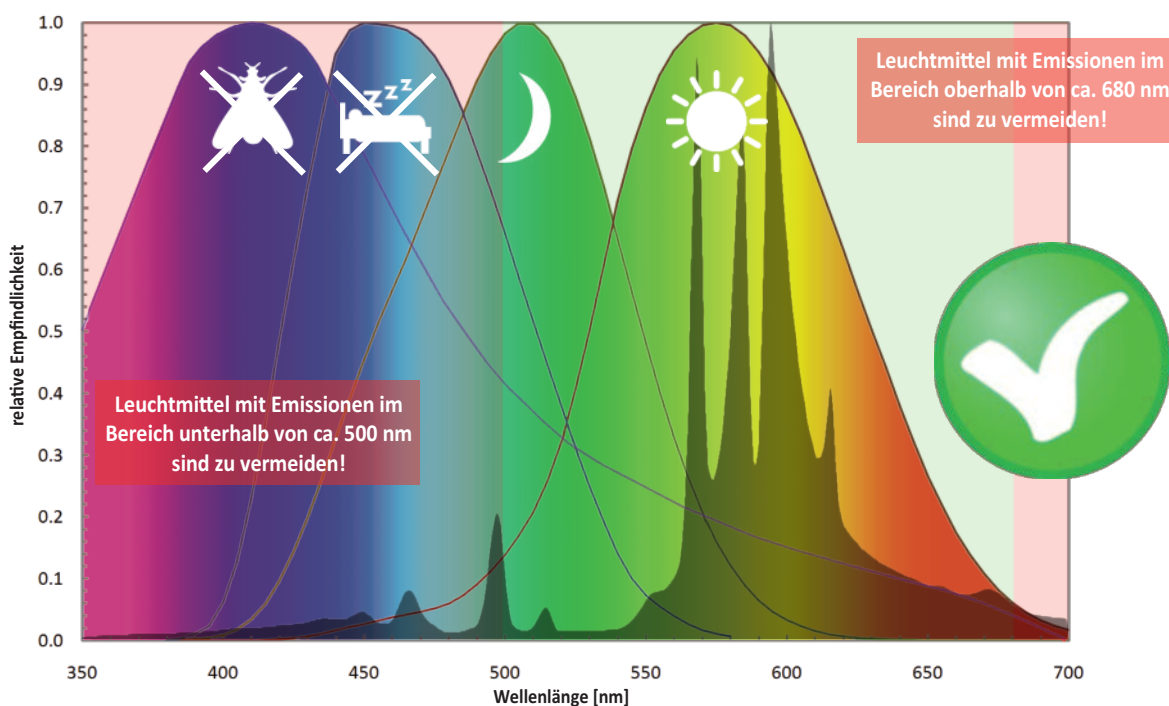 1.0
0.9
0.8
0.7
0.6
0.5
0.4
0.3
0.2
0.1
0.0
relative Empfindlichkeit
zzz
Leuchtmittel mit Emissionen im
Bereich oberhalb von ca. 680 nm
sind zu vermeiden!
Leuchtmittel mit Emissionen im
Bereich unterhalb von ca. 500 nm
sind zu vermeiden!
350 400 450 500 550 600 650 700
Wellenlänge [nm]